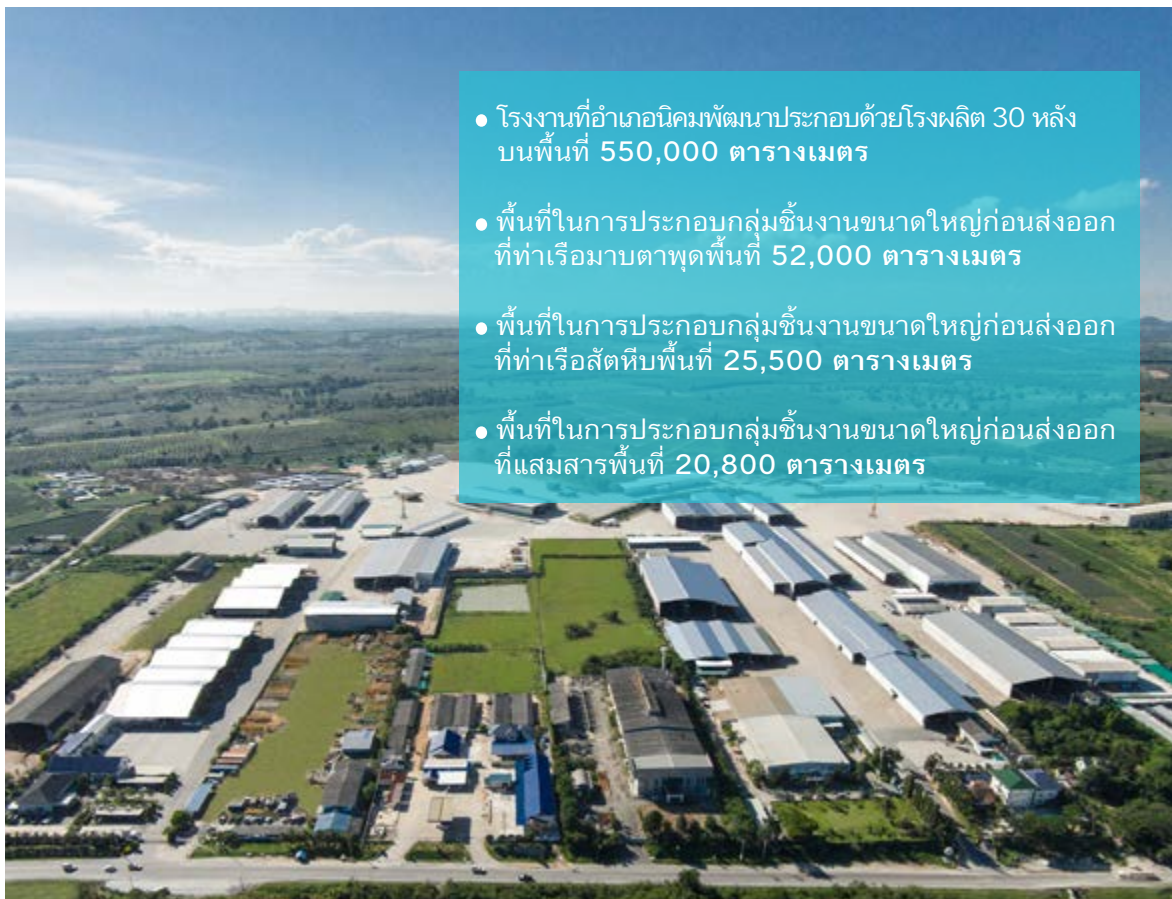 • โรงงานที่อำเภอนิคมพัฒนาประกอบด้วยโรงผลิต 30 หลัง
บนพื้นที่ 550,000 ตารางเมตร
• พื้นที่ในการประกอบกลุ่มชิ้นงานขนาดใหญ่ก่อนส่งออก
ที่ท่าเรือมาบตาพุดพื้นที่ 52,000 ตารางเมตร
• พื้นที่ในการประกอบกลุ่มชิ้นงานขนาดใหญ่ก่อนส่งออก
ที่ท่าเรือสัตหีบพื้นที่ 25,500 ตารางเมตร
• พื้นที่ในการประกอบกลุ่มชิ้นงานขนาดใหญ่ก่อนส่งออก
ที่แสมสารพื้นที่ 20,800 ตารางเมตร